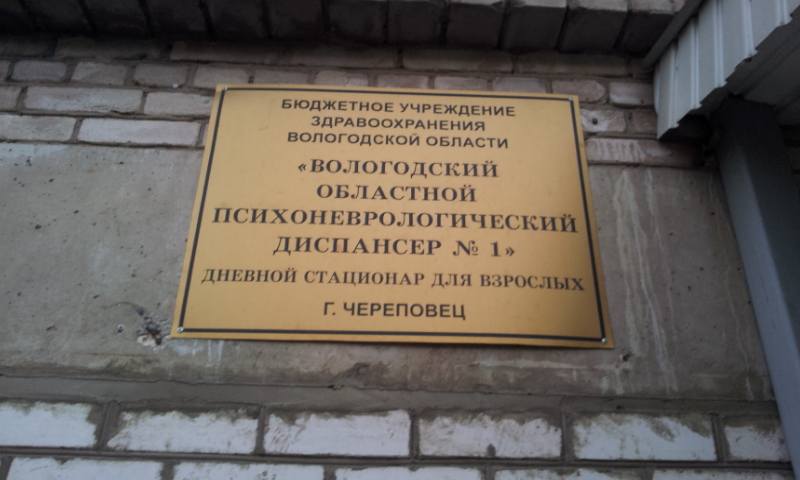 БЮДЖЕТНОЕ УЧРЕЖДЕНИЕ
ЗДРАВООХРАНЕНИЯ
ВОЛОГОДСКОЙ ОБЛАСТИ
«ВОЛОГОДСКИЙ
ОБЛАСТНОЙ
ПСИХОНЕВРОЛОГИЧЕСКИЙ
ДИСПАНСЕР № 1»
ДНЕВНОЙ СТАЦИОНАР ДЛЯ ВЗРОСЛЫХ
Г. ЧЕРЕПОВЕЦ